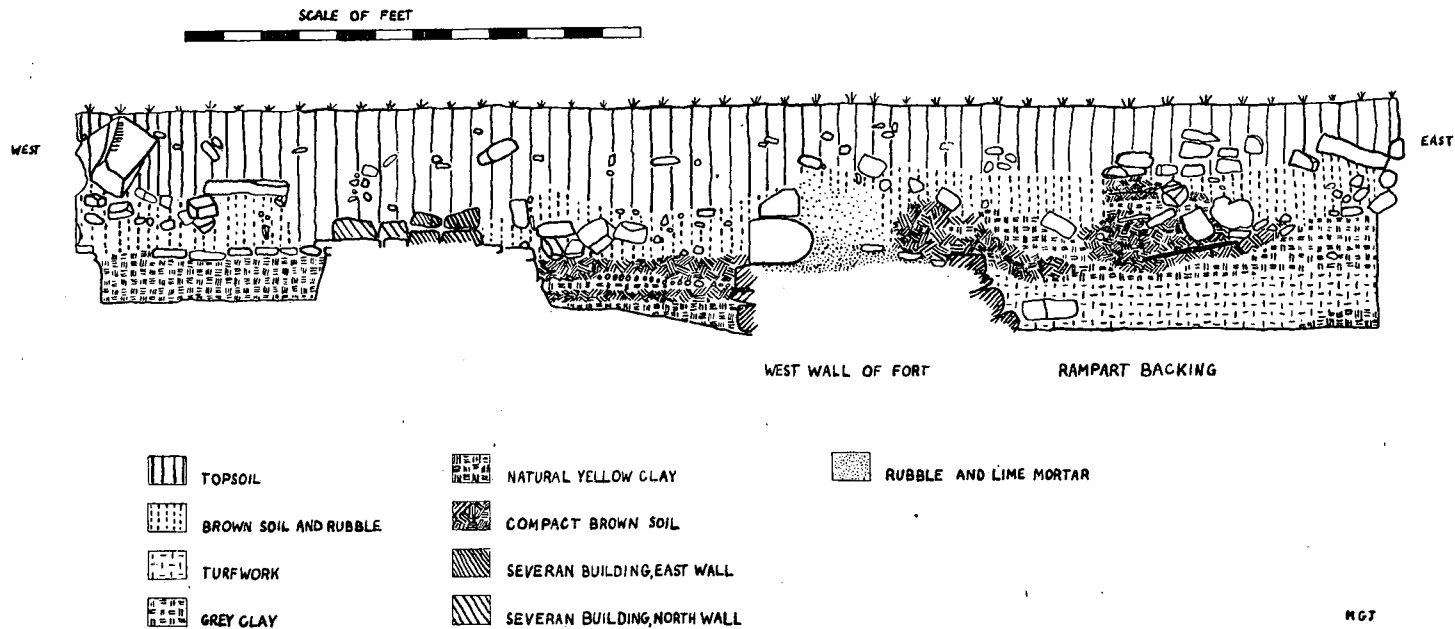 SCALE OF FEET
WEST
EAST
WEST WALL OF FORT
RAMPART BACKING
TOPSOIL
BROWN SOIL AND RUBBLE
TURFWORK
GREY CLAY
NATURAL YELLOW CLAY
COMPACT BROWN SOIL
SEVERAN BUILDING, EAST WALL
SEVERAN BUILDING, NORTH WALL
RUBBLE AND LIME MORTAR
MGJ